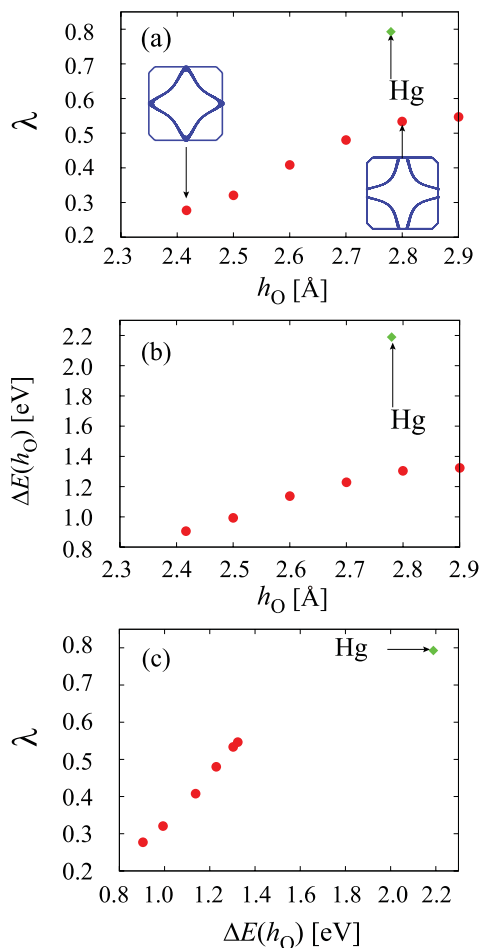 (a)
0.8
0.7
0.6
0.5
0.4
0.3
0.2
λ
Hg
2.3 2.4 2.5 2.6 2.7 2.8 2.9
h_O [Å]
(b)
2.2
2.0
1.8
1.6
1.4
1.2
1.0
0.8
ΔE(h_O) [eV]
Hg
2.3 2.4 2.5 2.6 2.7 2.8 2.9
h_O [Å]
(c)
0.8
0.7
0.6
0.5
0.4
0.3
0.2
λ
Hg
0.8 1.0 1.2 1.4 1.6 1.8 2.0 2.2
ΔE(h_O) [eV]